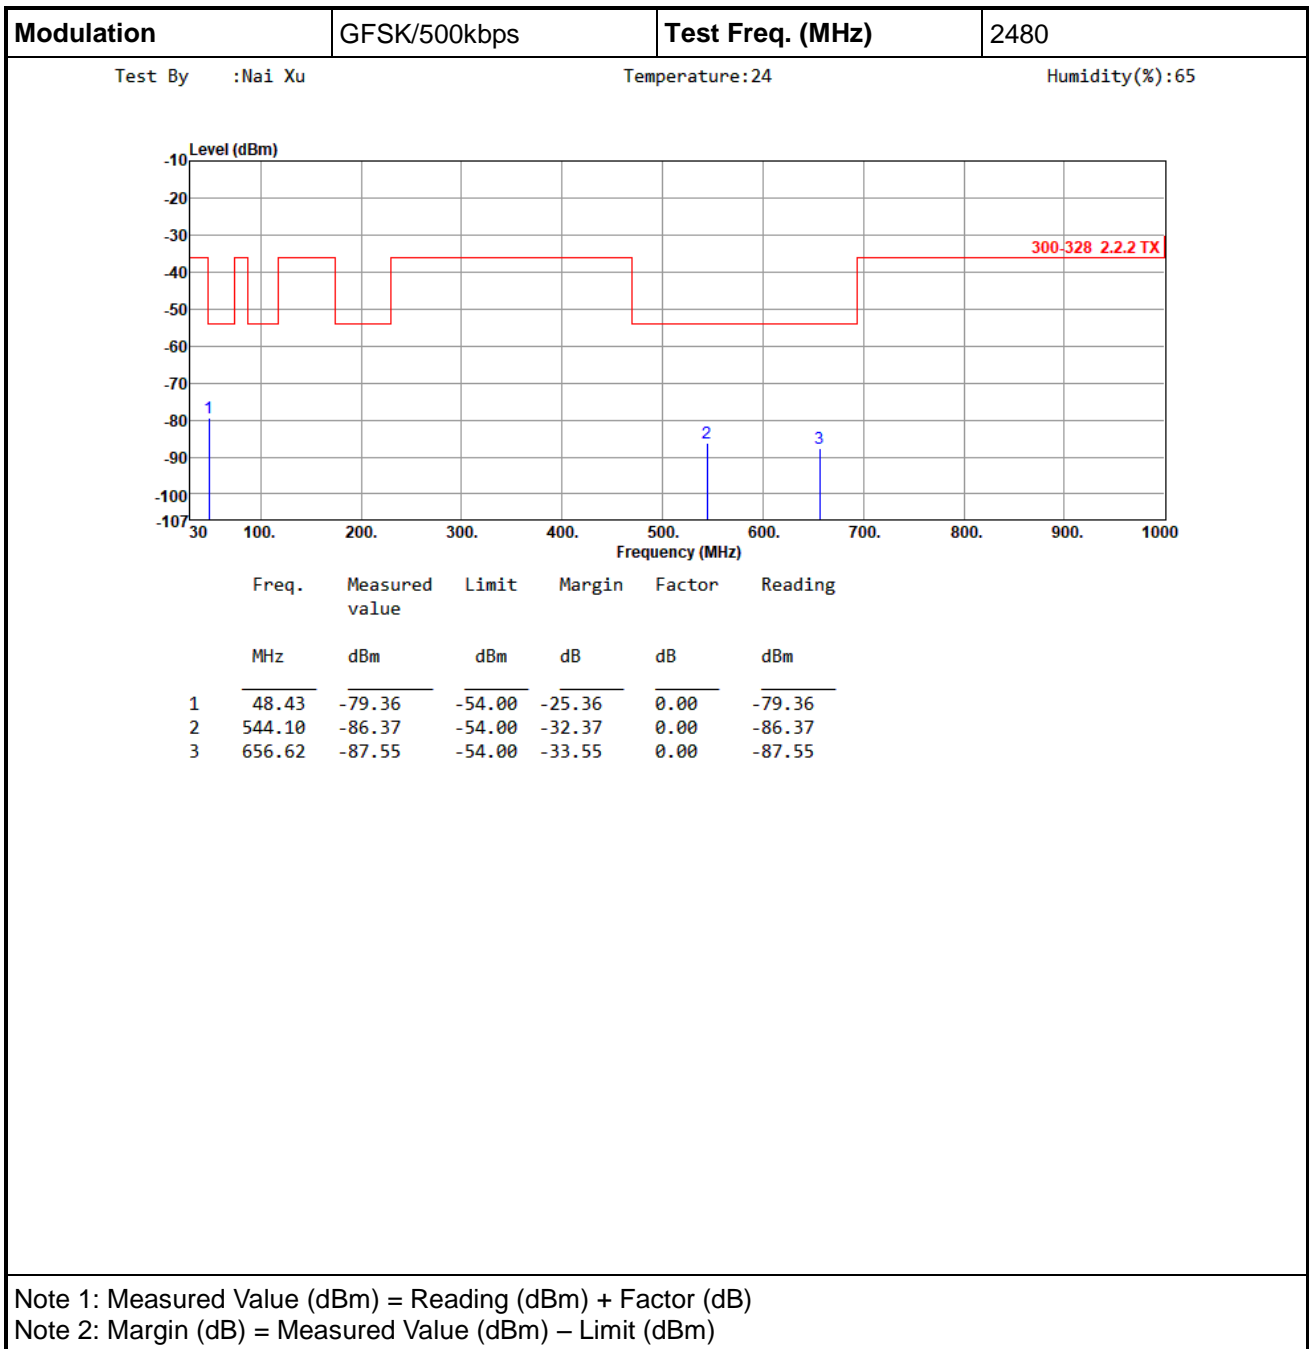 Modulation GFSK/500kbps Test Freq. (MHz) 2480
Test By :Nai Xu Temperature:24 Humidity(%):65
Level (dBm)
-10
-20
-30
300-328 2.2.2 TX
-40
-50
-60
-70
1
-80
2
3
-90
-100
-107
30 100. 200. 300. 400. 500. 600. 700. 800. 900. 1000
Frequency (MHz)
Freq. Measured Limit Margin Factor Reading
value
MHz dBm dBm dB dB dBm
1 48.43 -79.36 -54.00 -25.36 0.00 -79.36
2 544.10 -86.37 -54.00 -32.37 0.00 -86.37
3 656.62 -87.55 -54.00 -33.55 0.00 -87.55
Note 1: Measured Value (dBm) = Reading (dBm) + Factor (dB)
Note 2: Margin (dB) = Measured Value (dBm) – Limit (dBm)